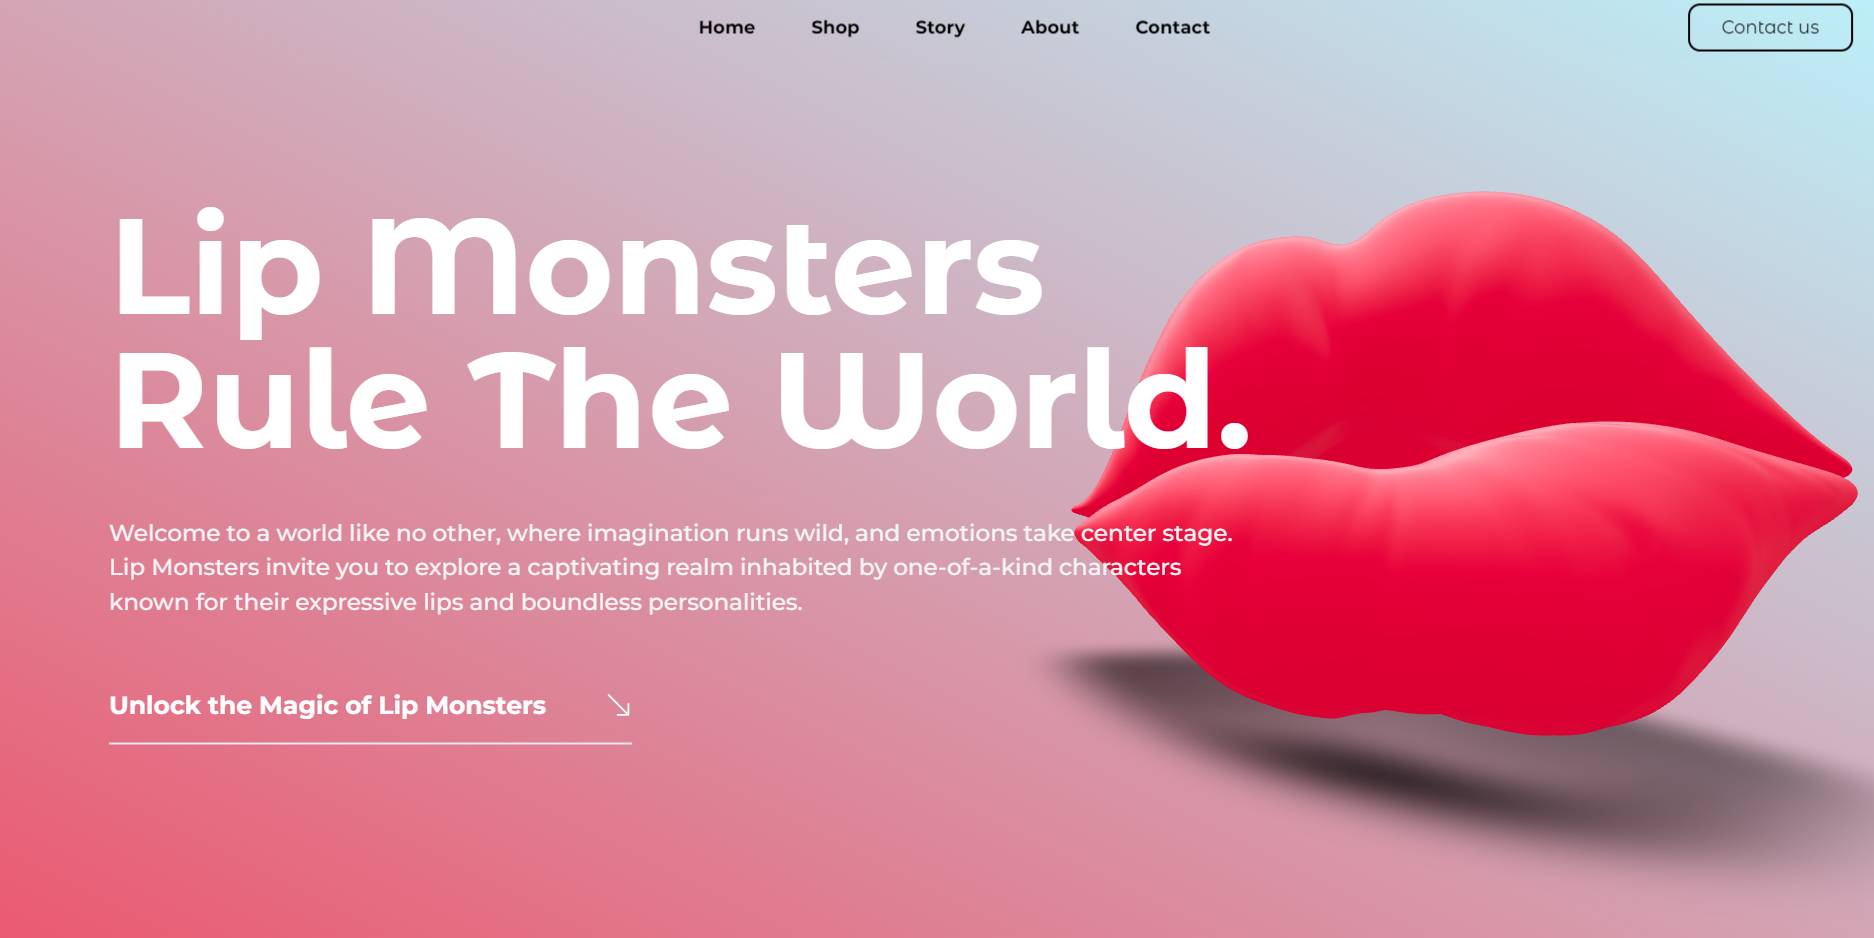 Home Shop Story About Contact Contact us
Lip Monsters
Rule The World.
Welcome to a world like no other, where imagination runs wild, and emotions take center stage.
Lip Monsters invite you to explore a captivating realm inhabited by one-of-a-kind characters
known for their expressive lips and boundless personalities.
Unlock the Magic of Lip Monsters